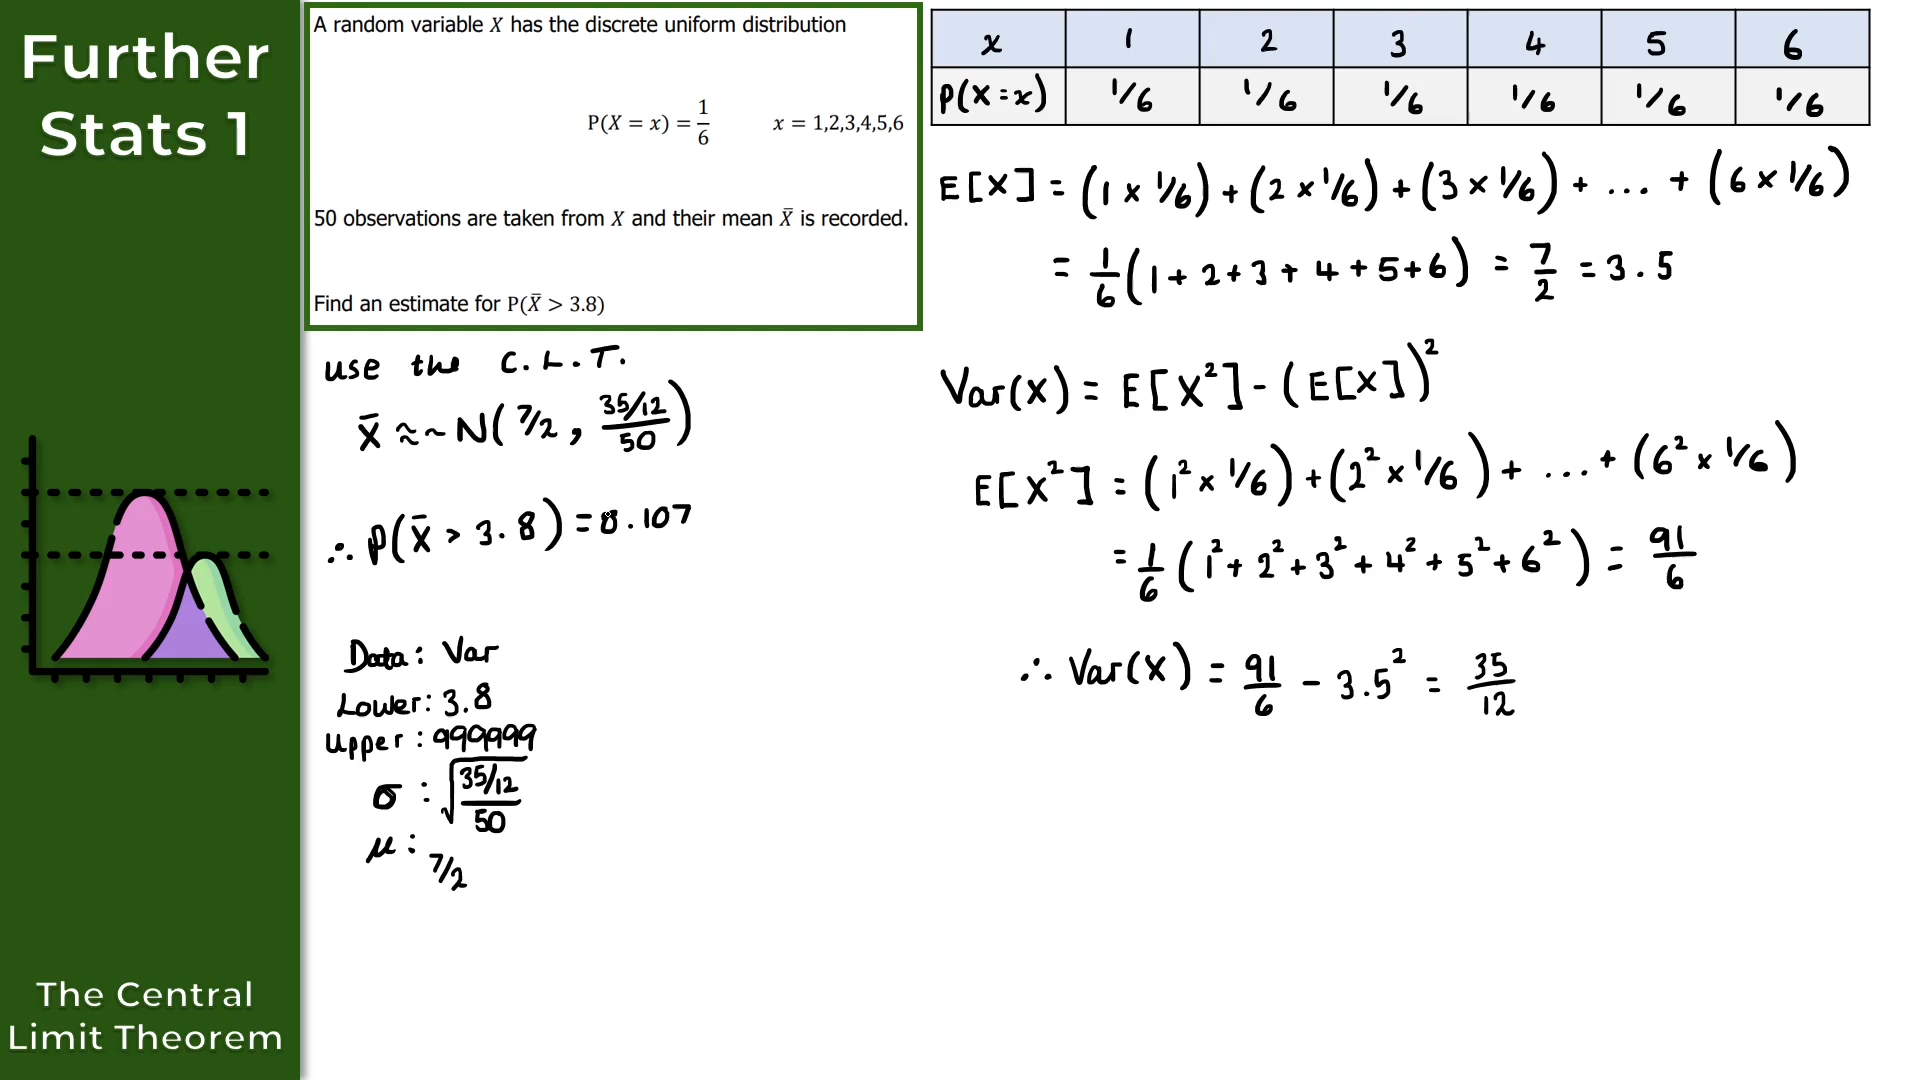 Further
Stats 1
A random variable X has the discrete uniform distribution
P(X = x) = 1/6    x = 1,2,3,4,5,6
50 observations are taken from X and their mean X̄ is recorded.
Find an estimate for P(X̄ > 3.8)
x 1 2 3 4 5 6
P(X=x) 1/6 1/6 1/6 1/6 1/6 1/6
E[X] = (1 × 1/6) + (2 × 1/6) + (3 × 1/6) + ... + (6 × 1/6)
= 1/6 (1 + 2 + 3 + 4 + 5 + 6) = 7/2 = 3.5
Var(X) = E[X²] - (E[X])²
E[X²] = (1² × 1/6) + (2² × 1/6) + ... + (6² × 1/6)
= 1/6 (1² + 2² + 3² + 4² + 5² + 6²) = 91/6
∴ Var(X) = 91/6 - 3.5² = 35/12
use the C.L.T.
X̄ ≈~ N(7/2, (35/12)/50)
∴ P(X̄ > 3.8) = 0.107
Data: Var
Lower: 3.8
Upper: 999999
σ: √((35/12)/50)
μ: 7/2
The Central
Limit Theorem